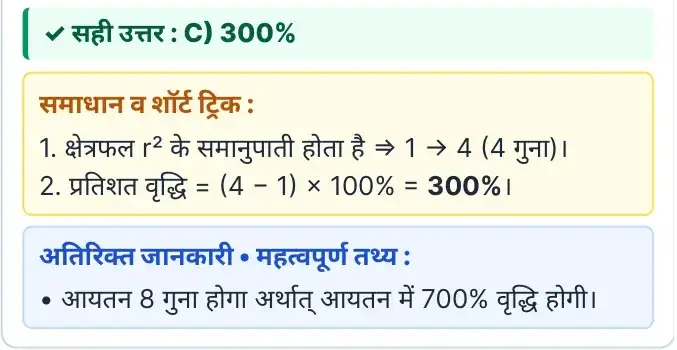 ✓ सही उत्तर : C) 300%
समाधान व शॉर्ट ट्रिक :
1. क्षेत्रफल r² के समानुपाती होता है ⇒ 1 → 4 (4 गुना)।
2. प्रतिशत वृद्धि = (4 − 1) × 100% = 300%।
अतिरिक्त जानकारी • महत्वपूर्ण तथ्य :
• आयतन 8 गुना होगा अर्थात् आयतन में 700% वृद्धि होगी।